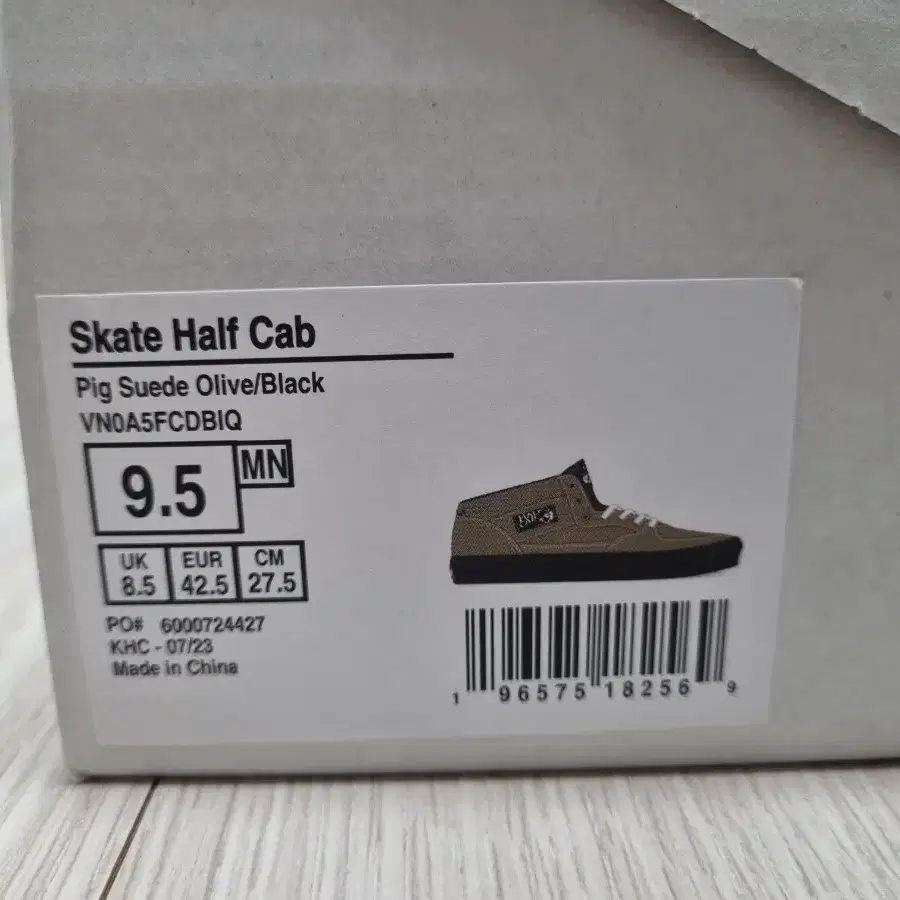 Skate Half Cab
Pig Suede Olive/Black
VN0A5FCDBIQ
9.5 MN
UK EUR CM
8.5 42.5 27.5
PO# 6000724427
KHC - 07/23
Made in China
1 96575 18256 9